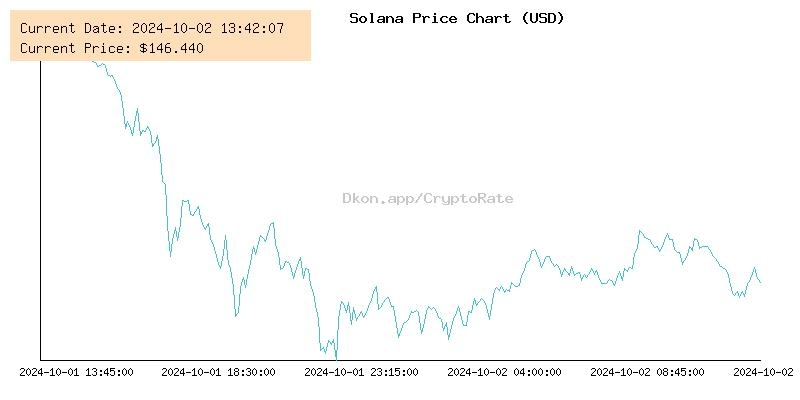 Solana Price Chart (USD)
Current Date: 2024-10-02 13:42:07
Current Price: $146.440
Dkon.app/CryptoRate
2024-10-01 13:45:00 2024-10-01 18:30:00 2024-10-01 23:15:00 2024-10-02 04:00:00 2024-10-02 08:45:00 2024-10-02